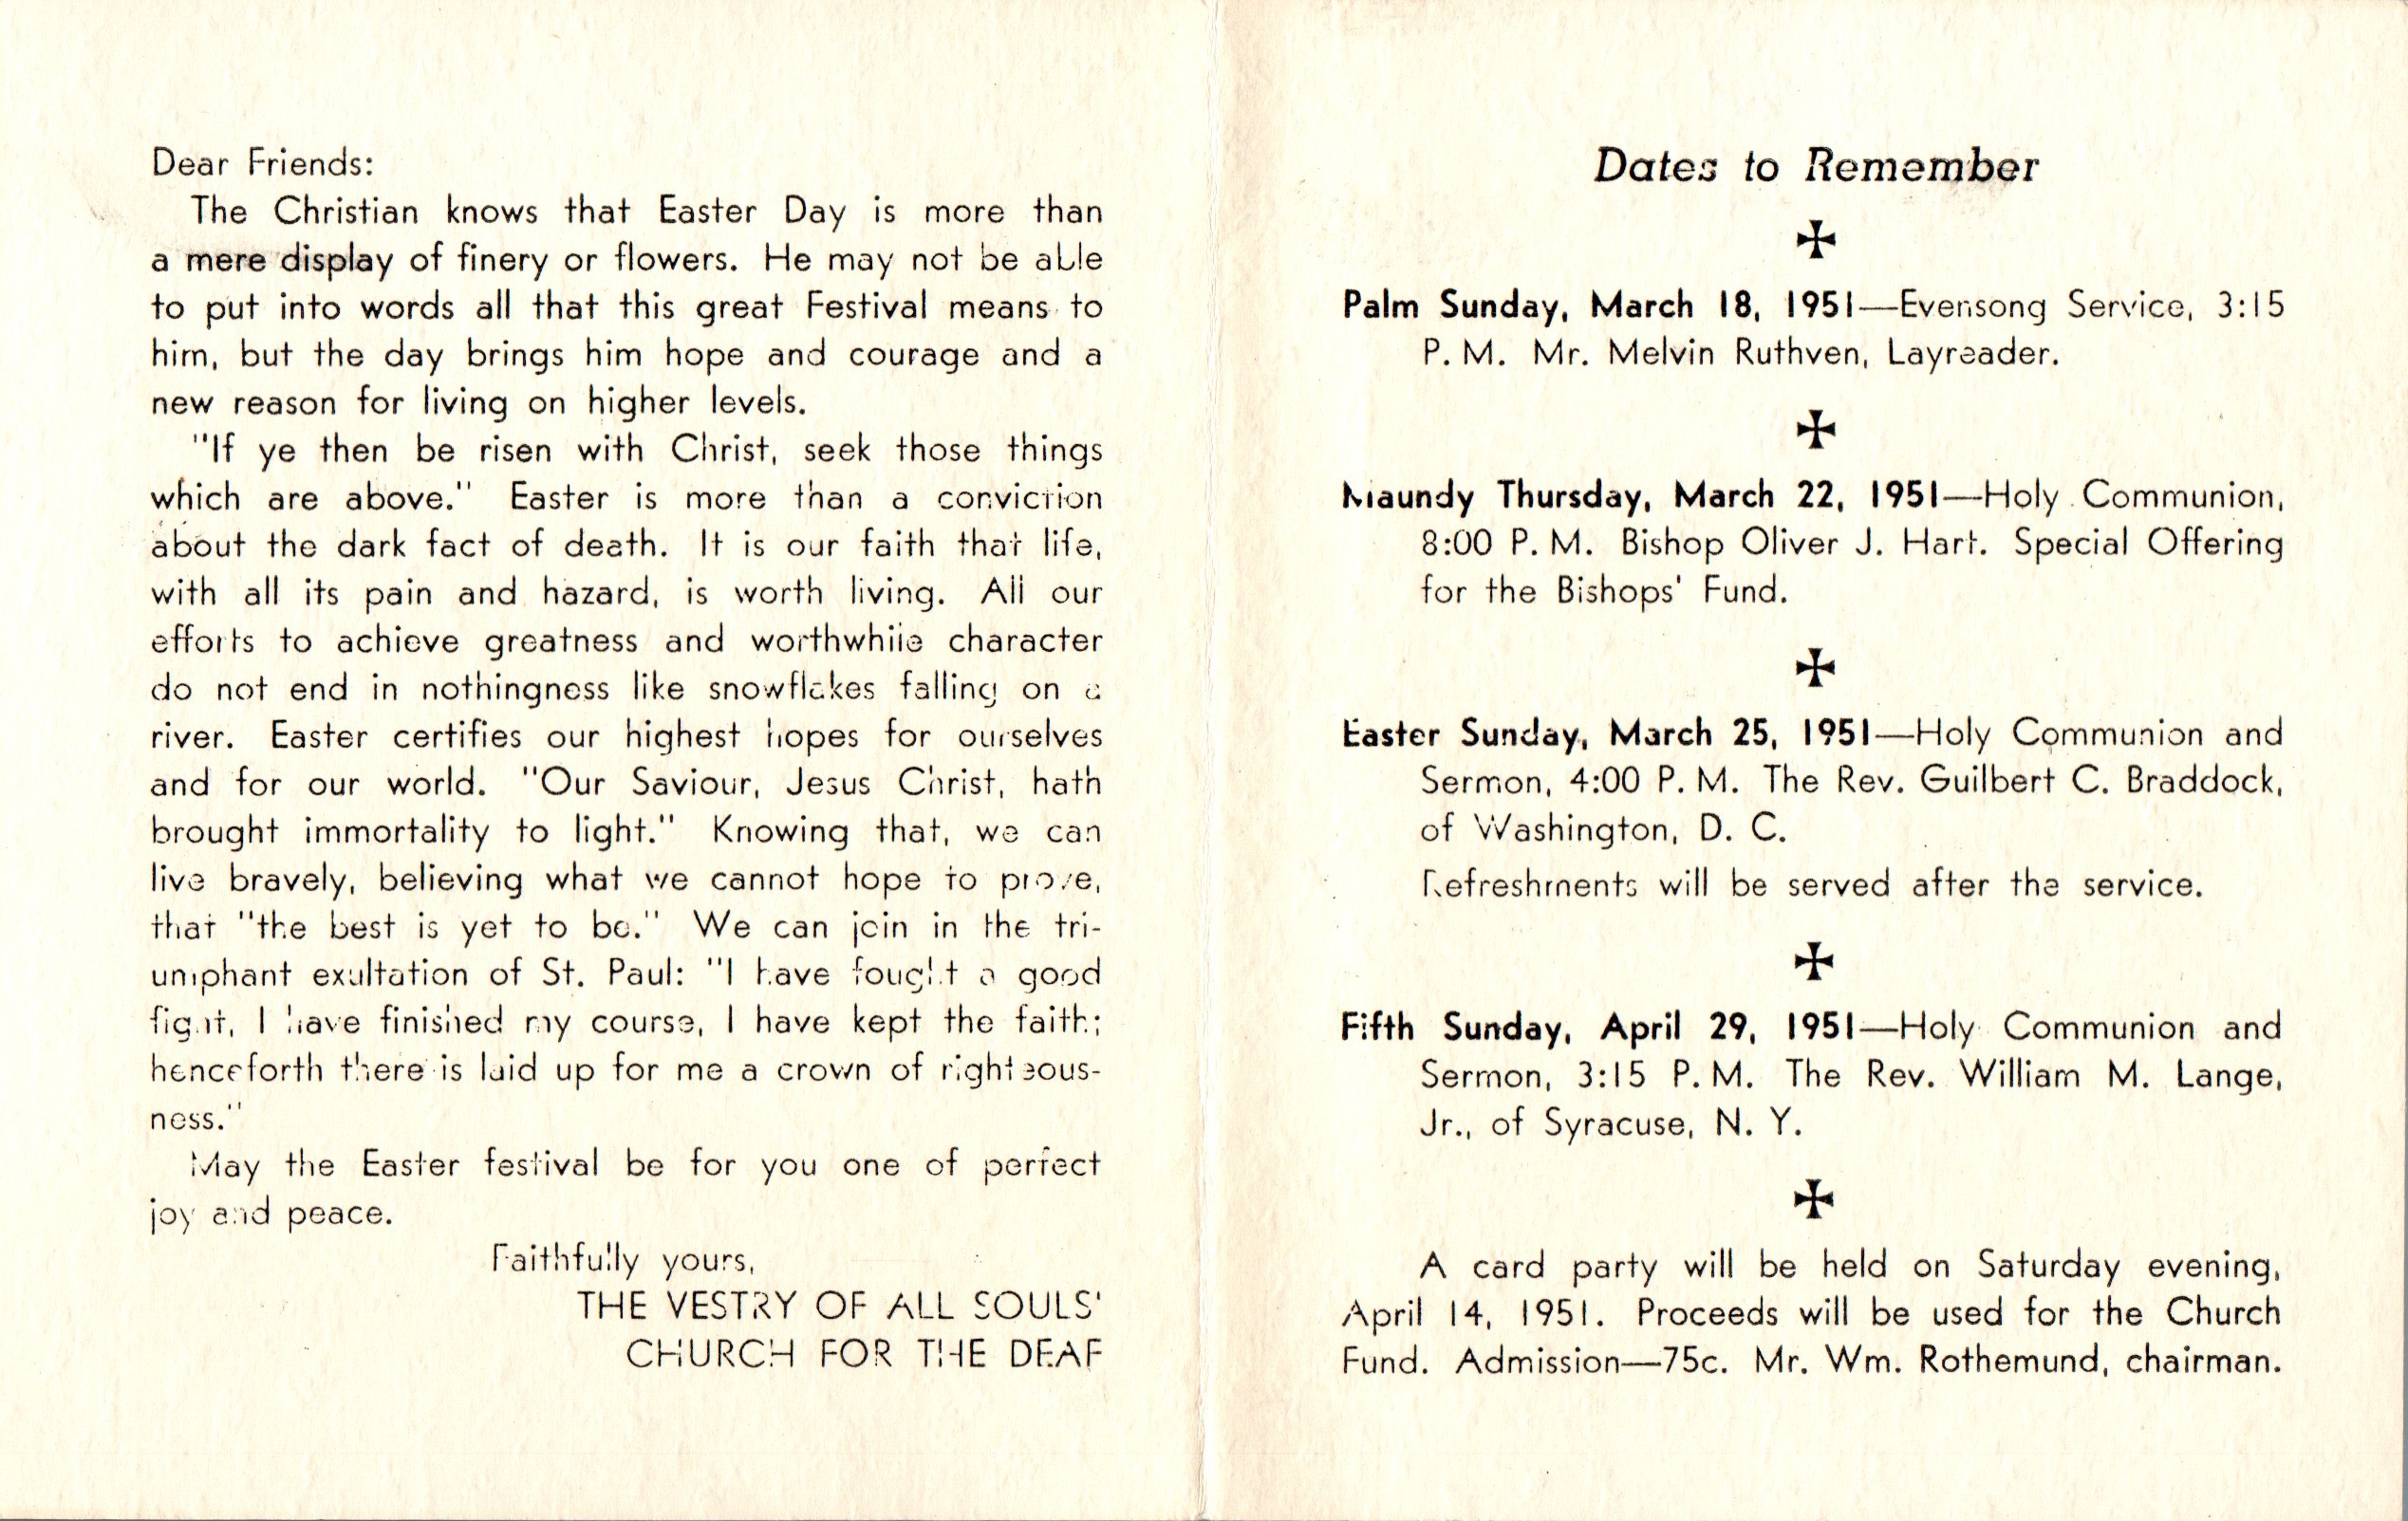 Dear Friends:
The Christian knows that Easter Day is more than
a mere display of finery or flowers. He may not be able
to put into words all that this great Festival means to
him, but the day brings him hope and courage and a
new reason for living on higher levels.
"If ye then be risen with Christ, seek those things
which are above." Easter is more than a conviction
about the dark fact of death. It is our faith that life,
with all its pain and hazard, is worth living. All our
efforts to achieve greatness and worthwhile character
do not end in nothingness like snowflakes falling on a
river. Easter certifies our highest hopes for ourselves
and for our world. "Our Saviour, Jesus Christ, hath
brought immortality to light." Knowing that, we can
live bravely, believing what we cannot hope to prove,
that "the best is yet to be." We can join in the tri-
umphant exultation of St. Paul: "I have fought a good
fight, I have finished my course, I have kept the faith;
henceforth there is laid up for me a crown of righteous-
ness."
May the Easter festival be for you one of perfect
joy and peace.
Faithfully yours,
THE VESTRY OF ALL SOULS'
CHURCH FOR THE DEAF
Dates to Remember
Palm Sunday, March 18, 1951—Evensong Service, 3:15
P. M. Mr. Melvin Ruthven, Layreader.
Maundy Thursday, March 22, 1951—Holy Communion,
8:00 P. M. Bishop Oliver J. Hart. Special Offering
for the Bishops' Fund.
Easter Sunday, March 25, 1951—Holy Communion and
Sermon, 4:00 P. M. The Rev. Guilbert C. Braddock,
of Washington, D. C.
Refreshments will be served after the service.
Fifth Sunday, April 29, 1951—Holy Communion and
Sermon, 3:15 P. M. The Rev. William M. Lange,
Jr., of Syracuse, N. Y.
A card party will be held on Saturday evening,
April 14, 1951. Proceeds will be used for the Church
Fund. Admission—75c. Mr. Wm. Rothemund, chairman.